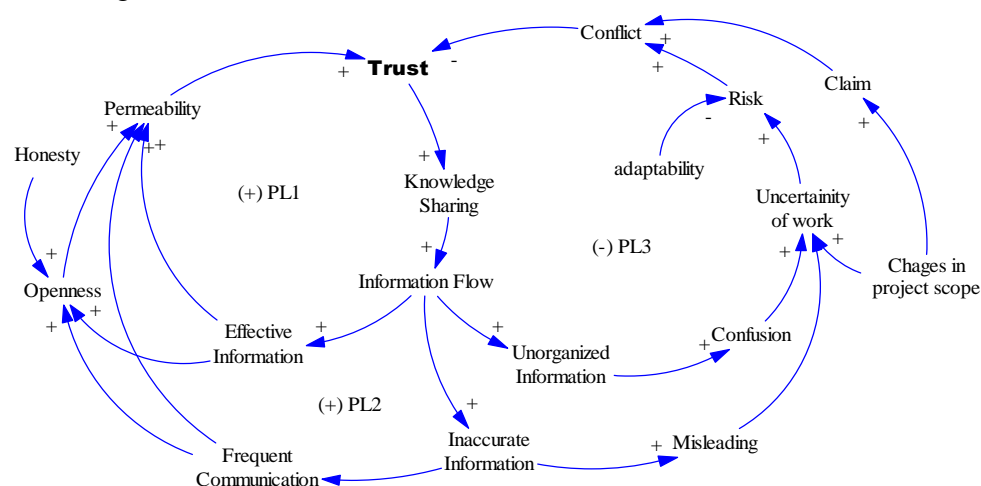 Conflict
Trust
Claim
Permeability
Risk
Honesty
adaptability
Knowledge
Sharing
(+) PL1
Uncertainity
of work
(-) PL3
Openness
Information Flow
Chages in
project scope
Effective
Information
Unorganized
Information
Confusion
(+) PL2
Inaccurate
Information
Misleading
Frequent
Communication
+
-
+
+
+
+
+
+
+
-
+
+
+
+
+
+
+
+
+
+
+
+
+
+